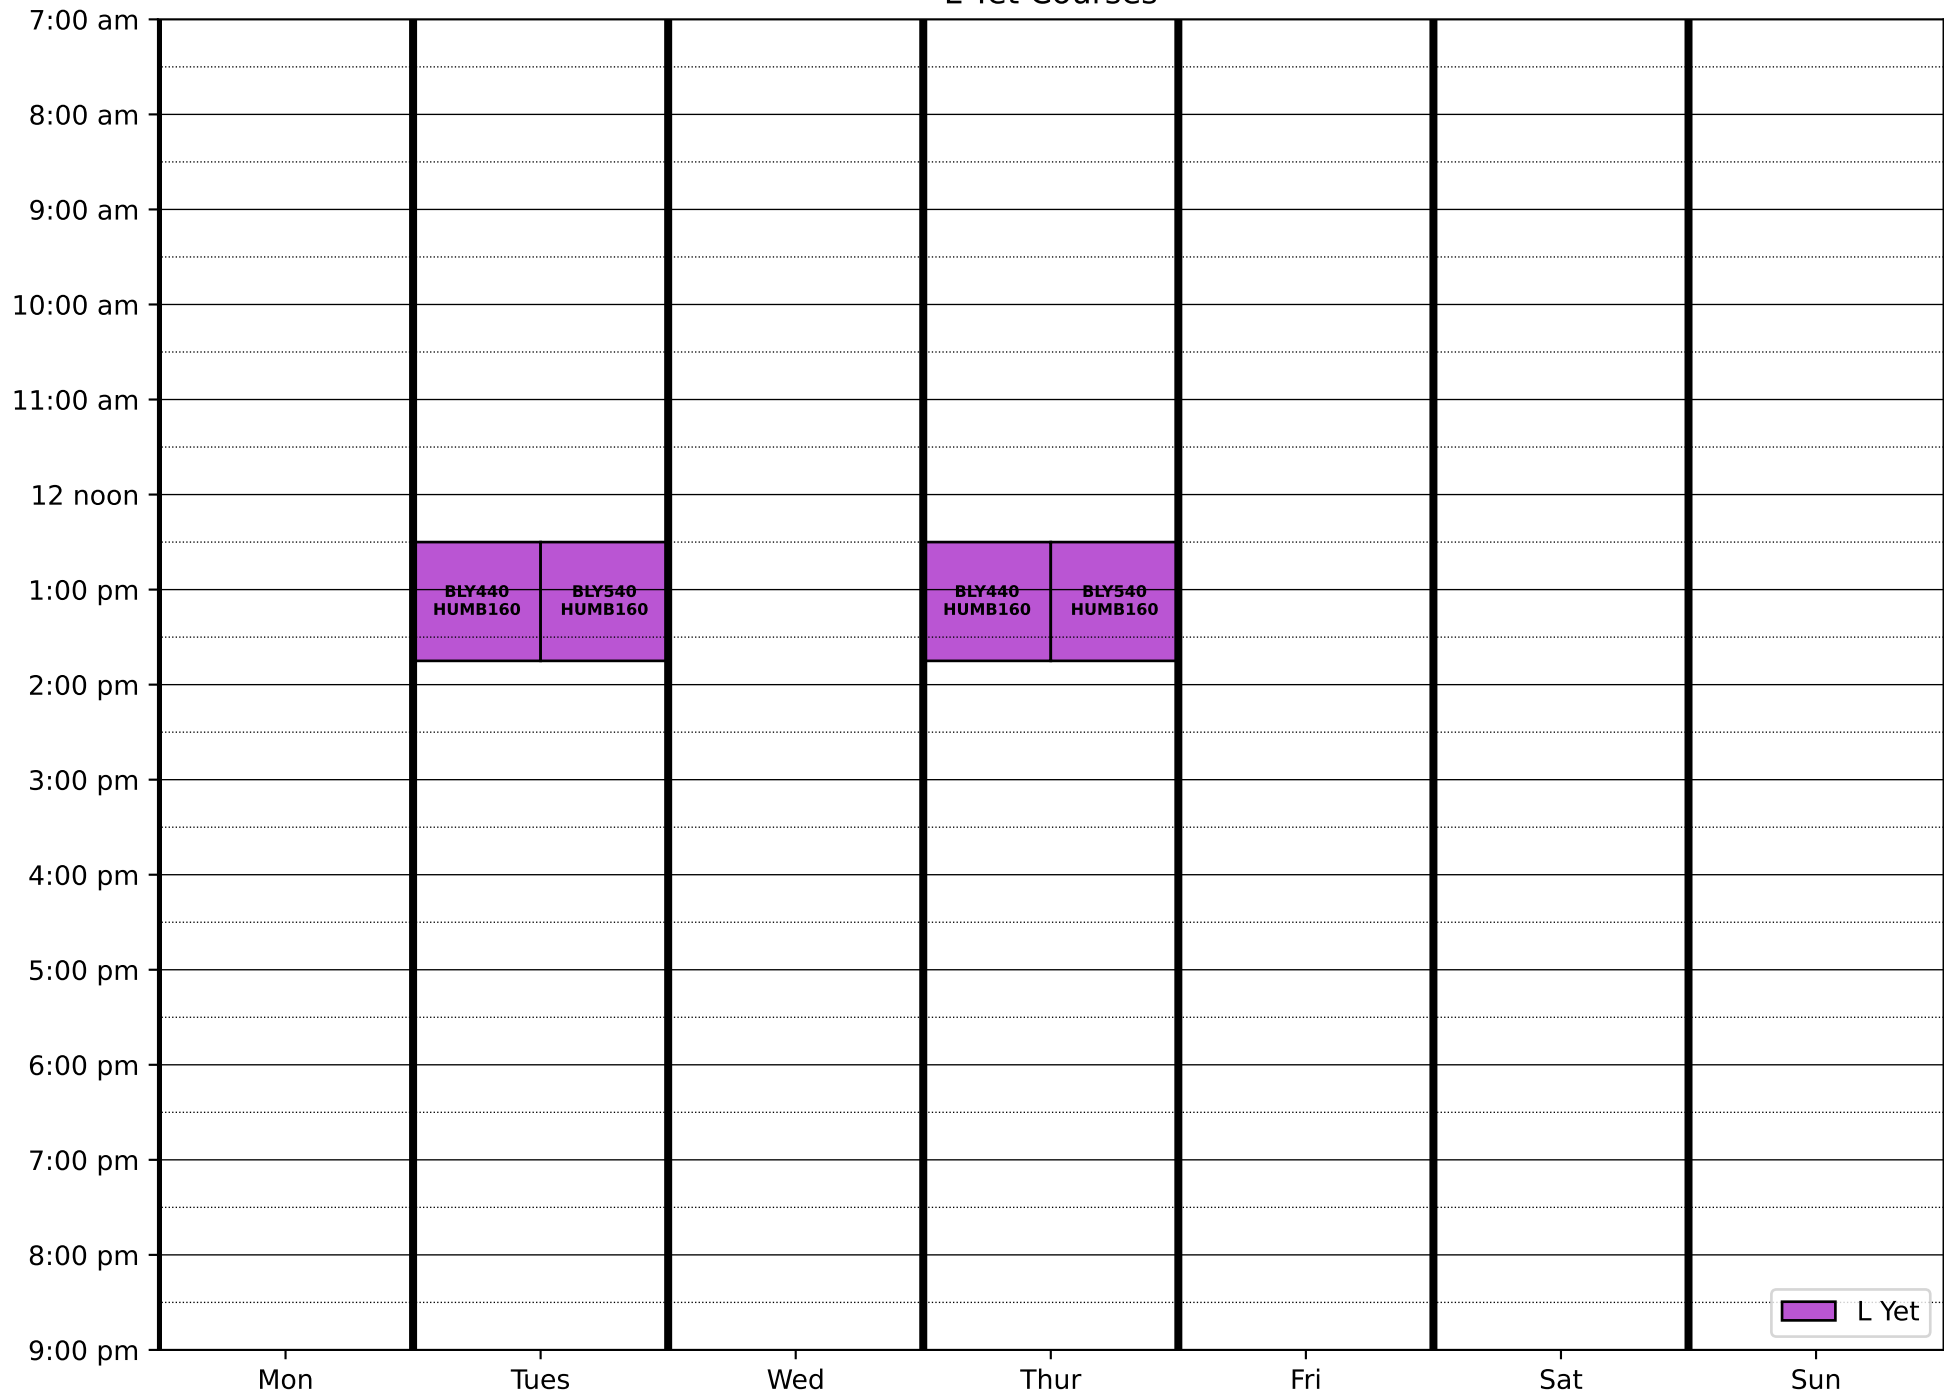 L Yet Courses
7:00 am
8:00 am
9:00 am
10:00 am
11:00 am
12 noon
1:00 pm
2:00 pm
3:00 pm
4:00 pm
5:00 pm
6:00 pm
7:00 pm
8:00 pm
9:00 pm
BLY440
HUMB160
BLY540
HUMB160
BLY440
HUMB160
BLY540
HUMB160
L Yet
Mon
Tues
Wed
Thur
Fri
Sat
Sun